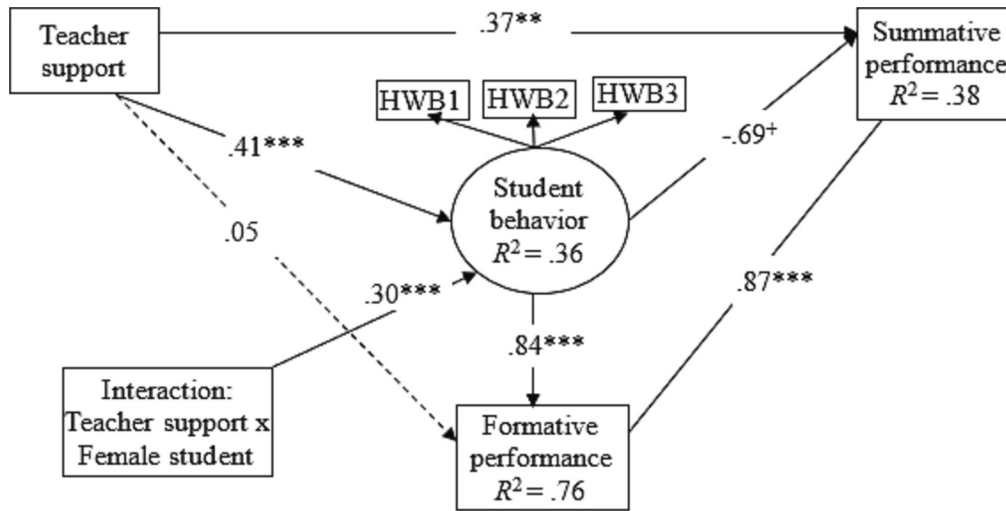 Teacher
support
.37**
Summative
performance
R² = .38
HWB1
HWB2
HWB3
-.69⁺
.41***
Student
behavior
R² = .36
.05
.30***
.87***
.84***
Interaction:
Teacher support x
Female student
Formative
performance
R² = .76